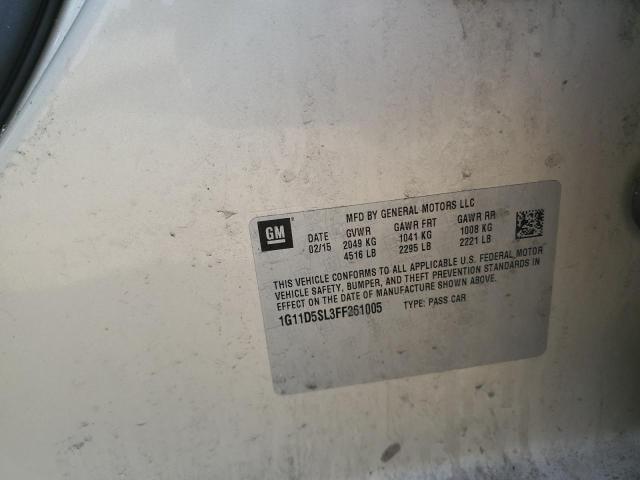 GM
MFD BY GENERAL MOTORS LLC
DATE GVWR GAWR FRT GAWR RR
02/15 2049 KG 1041 KG 1008 KG
4516 LB 2295 LB 2221 LB
THIS VEHICLE CONFORMS TO ALL APPLICABLE U.S. FEDERAL MOTOR
VEHICLE SAFETY, BUMPER, AND THEFT PREVENTION STANDARDS IN
EFFECT ON THE DATE OF MANUFACTURE SHOWN ABOVE.
1G11D5SL3FF261005 TYPE: PASS CAR